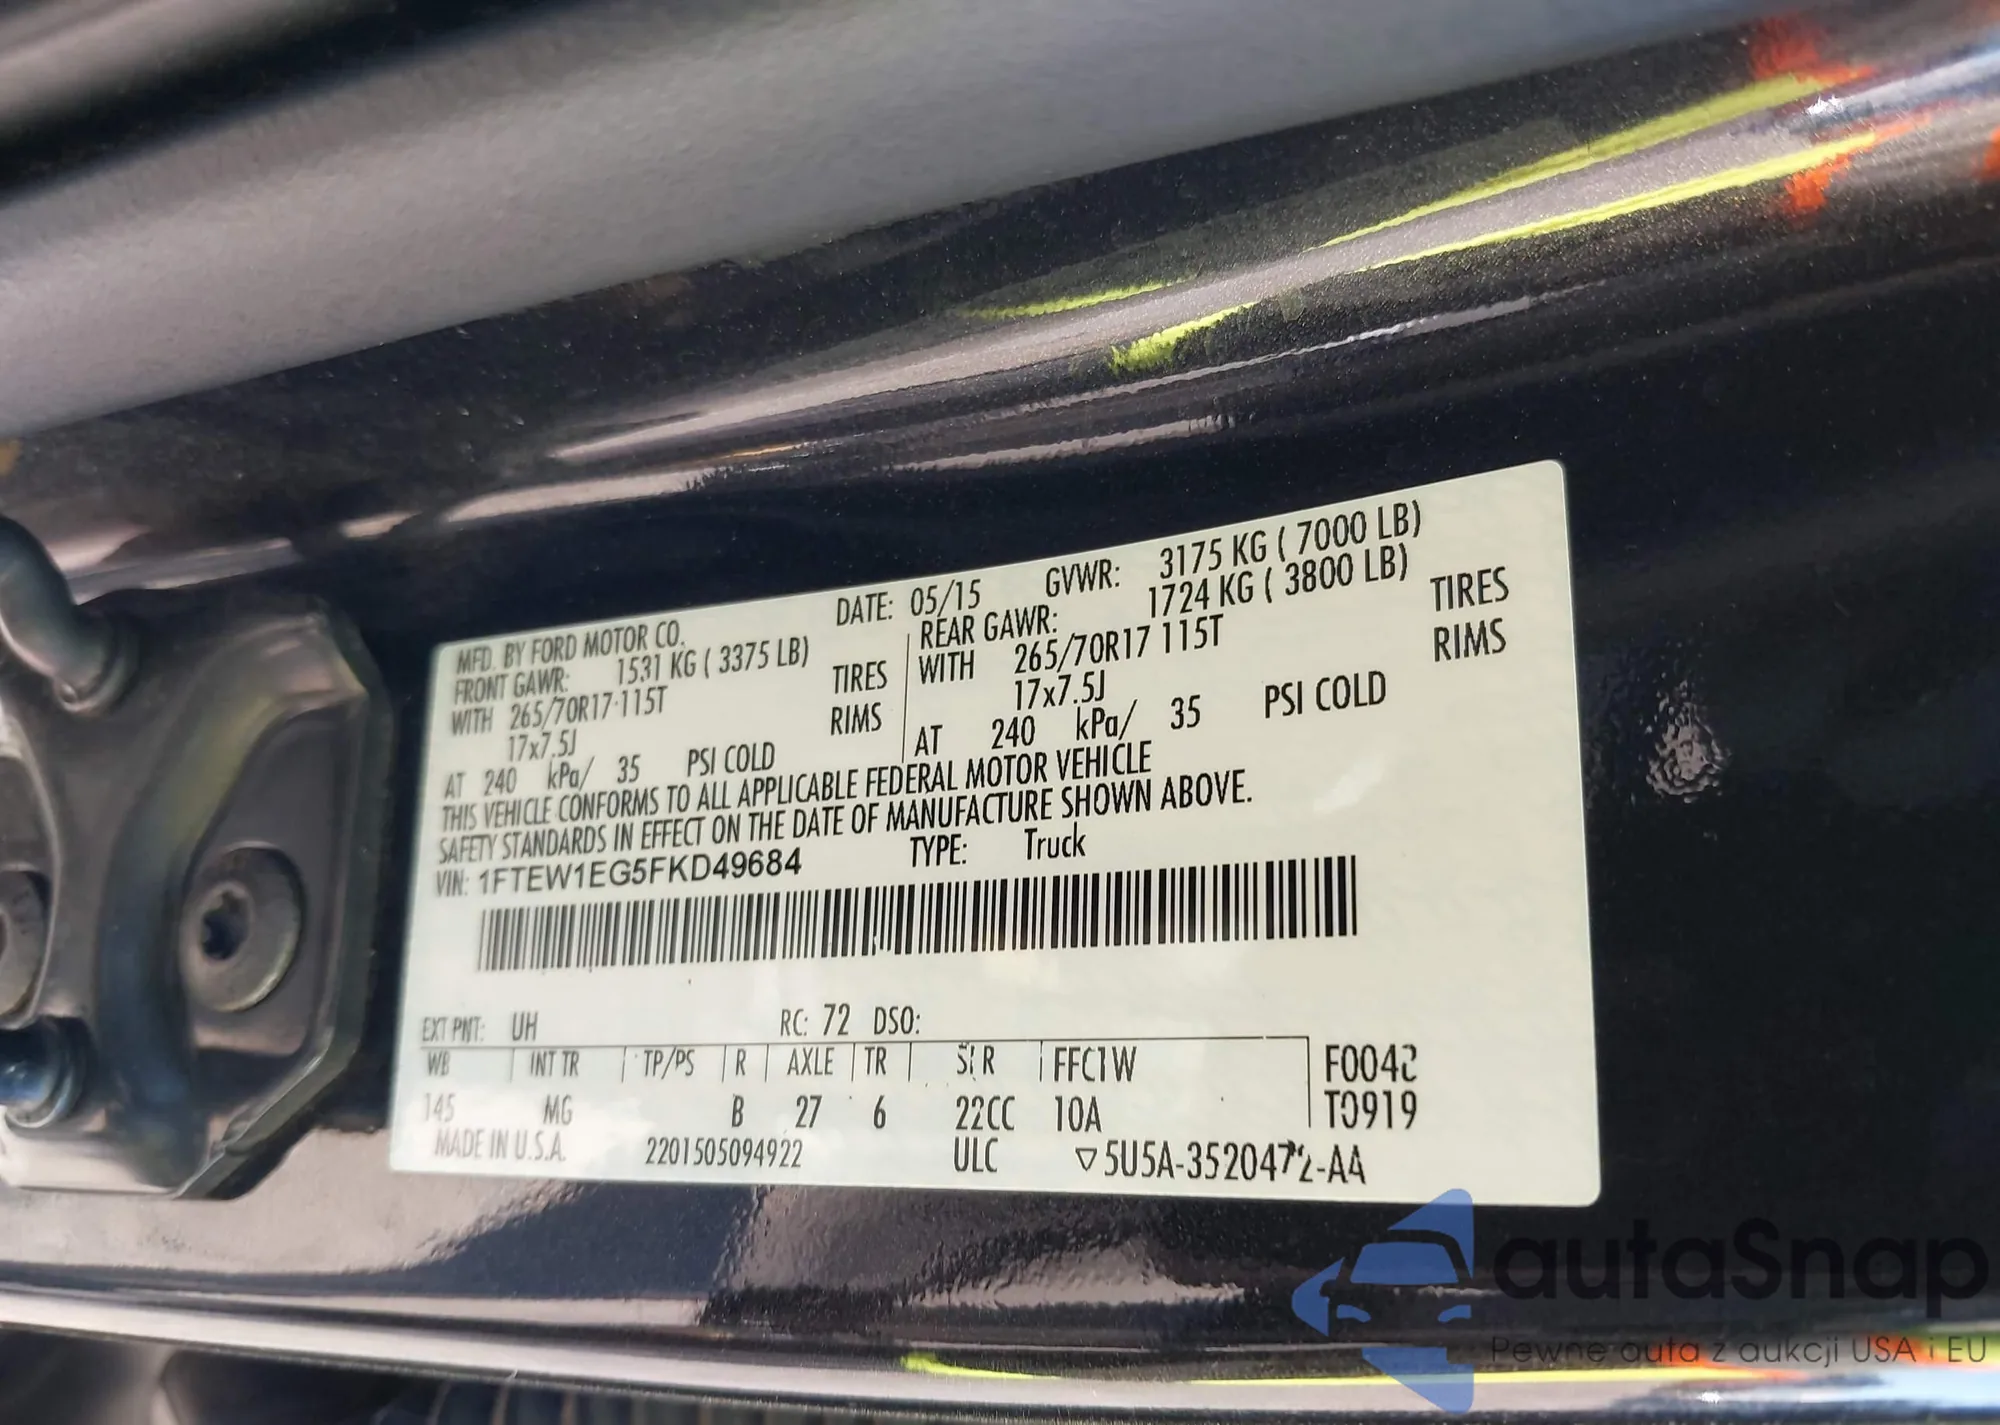 MFD. BY FORD MOTOR CO.
DATE: 05/15 GVWR: 3175 KG ( 7000 LB)
FRONT GAWR: 1531 KG ( 3375 LB)
WITH 265/70R17 115T TIRES
17x7.5J RIMS
AT 240 kPa/ 35 PSI COLD
REAR GAWR: 1724 KG ( 3800 LB)
WITH 265/70R17 115T TIRES
17x7.5J RIMS
AT 240 kPa/ 35 PSI COLD
THIS VEHICLE CONFORMS TO ALL APPLICABLE FEDERAL MOTOR VEHICLE
SAFETY STANDARDS IN EFFECT ON THE DATE OF MANUFACTURE SHOWN ABOVE.
VIN: 1FTEW1EG5FKD49684 TYPE: Truck
EXT PNT: UH RC: 72 DSO:
WB INT TR TP/PS R AXLE TR FFC1W F0042
145 MG B 27 6 22CC 10A T0919
MADE IN U.S.A. 2201505094922 ULC ▽5U5A-3520472-AA
autaSnap
Pewne auta z aukcji USA i EU